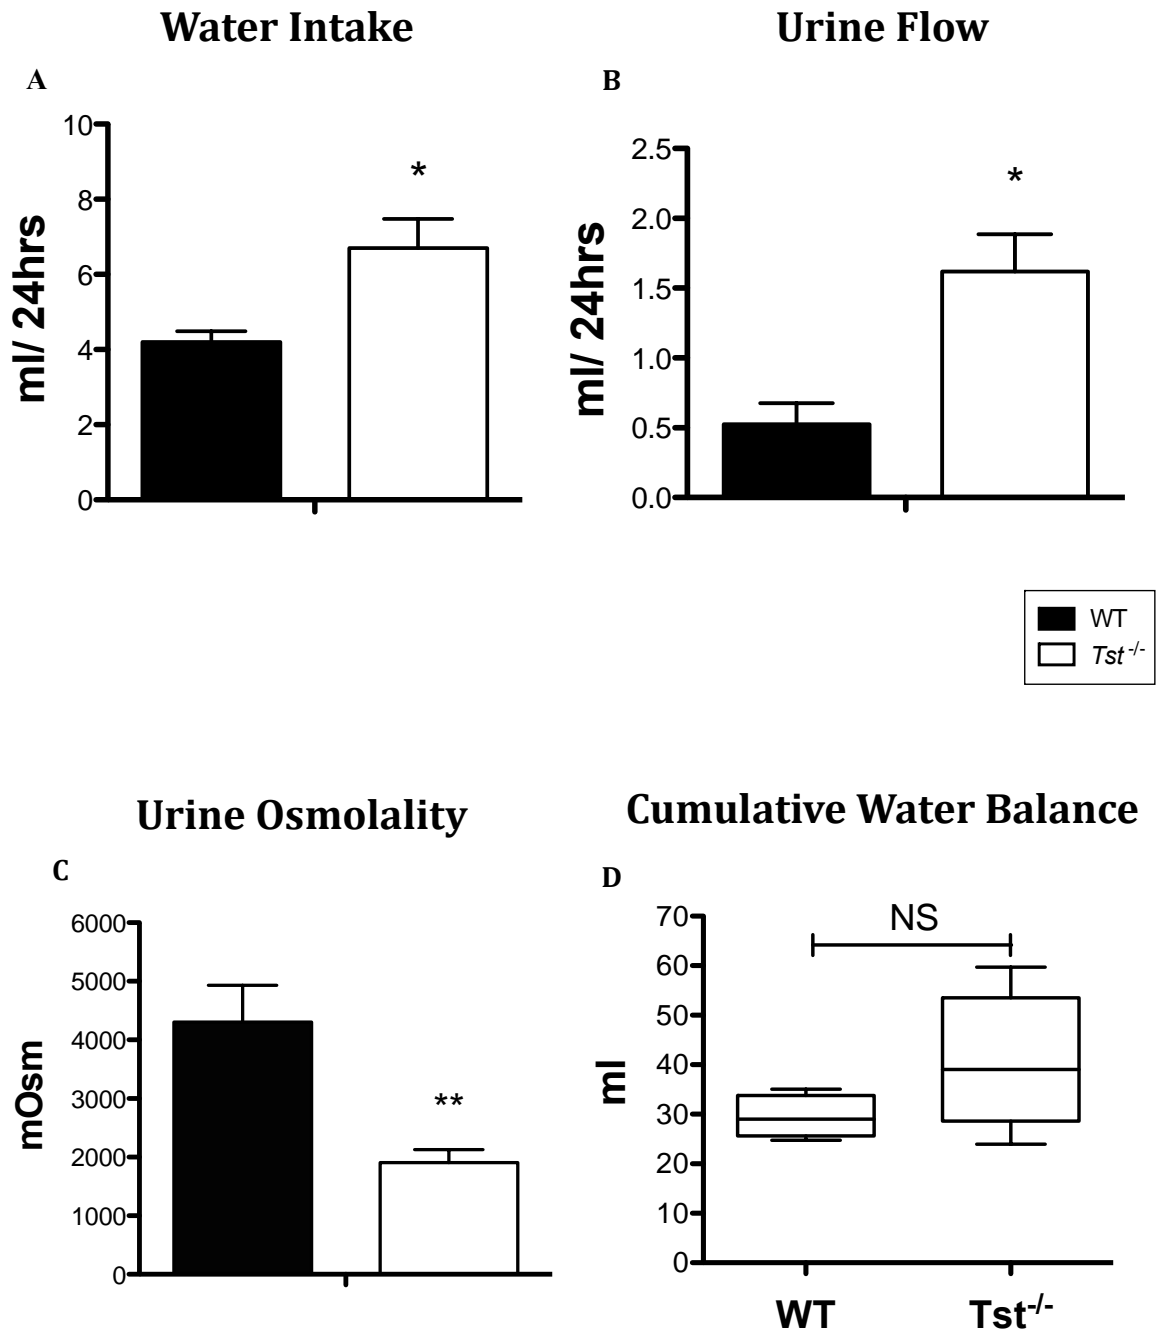 Water Intake
Urine Flow
A
B
10
8
6
4
2
0
ml/ 24hrs
*
2.5
2.0
1.5
1.0
0.5
0.0
ml/ 24hrs
*
WT
Tst -/-
Urine Osmolality
Cumulative Water Balance
C
D
6000
5000
4000
3000
2000
1000
0
mOsm
**
70
60
50
40
30
20
10
0
ml
NS
WT
Tst-/-